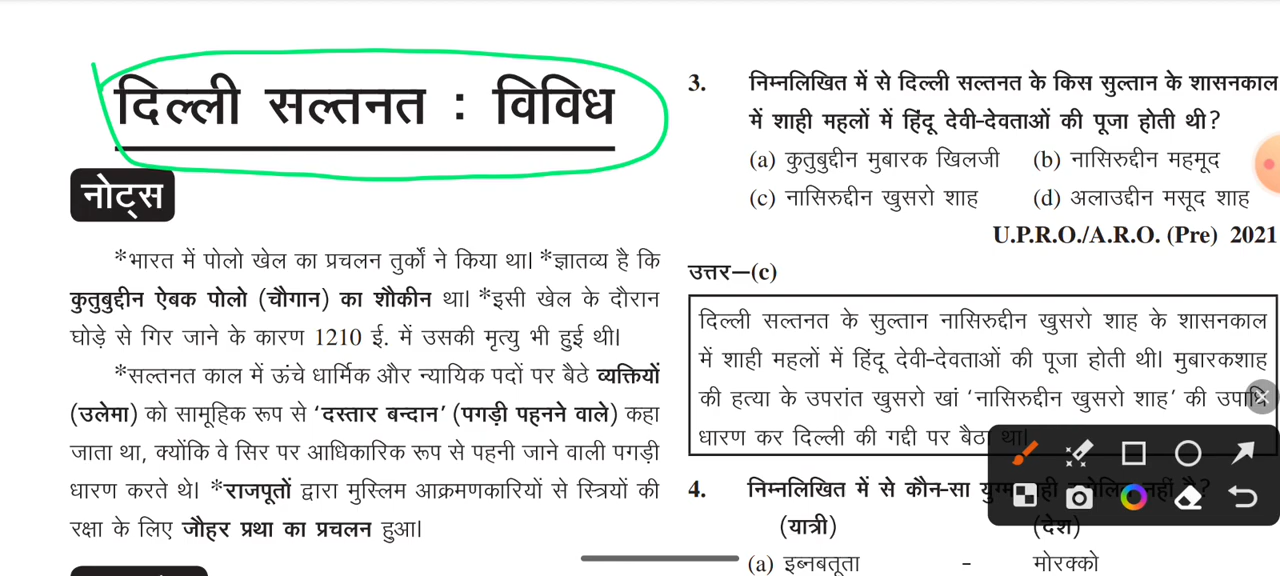 दिल्ली सल्तनत : विविध
नोट्स
*भारत में पोलो खेल का प्रचलन तुर्कों ने किया था। *ज्ञातव्य है कि
कुतुबुद्दीन ऐबक पोलो (चौगान) का शौकीन था। *इसी खेल के दौरान
घोड़े से गिर जाने के कारण 1210 ई. में उसकी मृत्यु भी हुई थी।
*सल्तनत काल में ऊंचे धार्मिक और न्यायिक पदों पर बैठे व्यक्तियों
(उलेमा) को सामूहिक रूप से ‘दस्तार बन्दान’ (पगड़ी पहनने वाले) कहा
जाता था, क्योंकि वे सिर पर आधिकारिक रूप से पहनी जाने वाली पगड़ी
धारण करते थे। *राजपूतों द्वारा मुस्लिम आक्रमणकारियों से स्त्रियों की
रक्षा के लिए जौहर प्रथा का प्रचलन हुआ।
3. निम्नलिखित में से दिल्ली सल्तनत के किस सुल्तान के शासनकाल
में शाही महलों में हिंदू देवी-देवताओं की पूजा होती थी?
(a) कुतुबुद्दीन मुबारक खिलजी (b) नासिरुद्दीन महमूद
(c) नासिरुद्दीन खुसरो शाह (d) अलाउद्दीन मसूद शाह
U.P.R.O./A.R.O. (Pre) 2021
उत्तर—(c)
दिल्ली सल्तनत के सुल्तान नासिरुद्दीन खुसरो शाह के शासनकाल
में शाही महलों में हिंदू देवी-देवताओं की पूजा होती थी। मुबारकशाह
की हत्या के उपरांत खुसरो खां ‘नासिरुद्दीन खुसरो शाह’ की उपाधि
धारण कर दिल्ली की गद्दी पर बैठा था।
4. निम्नलिखित में से कौन-सा युग्म नहीं है?
(यात्री) (देश)
(a) इब्नबतूता - मोरक्को